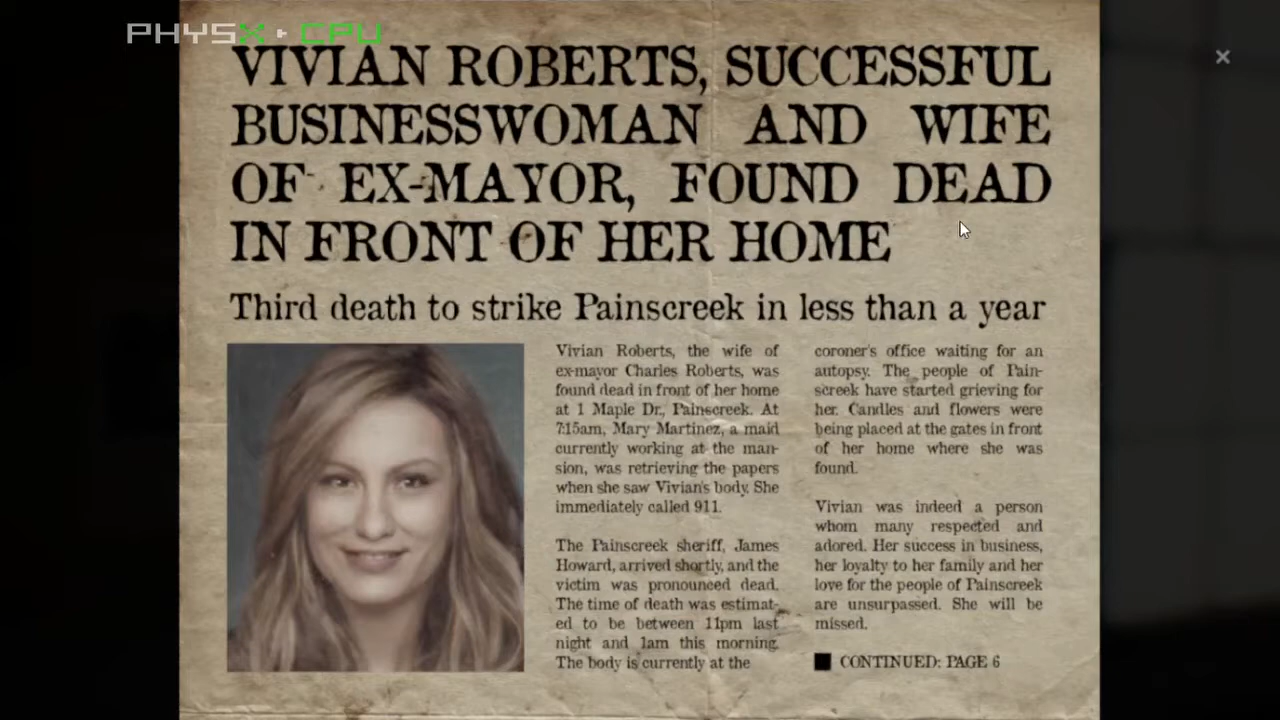 PHYSX▸CPU
VIVIAN ROBERTS, SUCCESSFUL
BUSINESSWOMAN AND WIFE
OF EX-MAYOR, FOUND DEAD
IN FRONT OF HER HOME
Third death to strike Painscreek in less than a year
Vivian Roberts, the wife of
ex-mayor Charles Roberts, was
found dead in front of her home
at 1 Maple Dr., Painscreek. At
7:15am, Mary Martinez, a maid
currently working at the man-
sion, was retrieving the papers
when she saw Vivian's body. She
immediately called 911.
The Painscreek sheriff, James
Howard, arrived shortly, and the
victim was pronounced dead.
The time of death was estimat-
ed to be between 11pm last
night and 1am this morning.
The body is currently at the
coroner's office waiting for an
autopsy. The people of Pain-
screek have started grieving for
her. Candles and flowers were
being placed at the gates in front
of her home where she was
found.
Vivian was indeed a person
whom many respected and
adored. Her success in business,
her loyalty to her family and her
love for the people of Painscreek
are unsurpassed. She will be
missed.
CONTINUED: PAGE 6